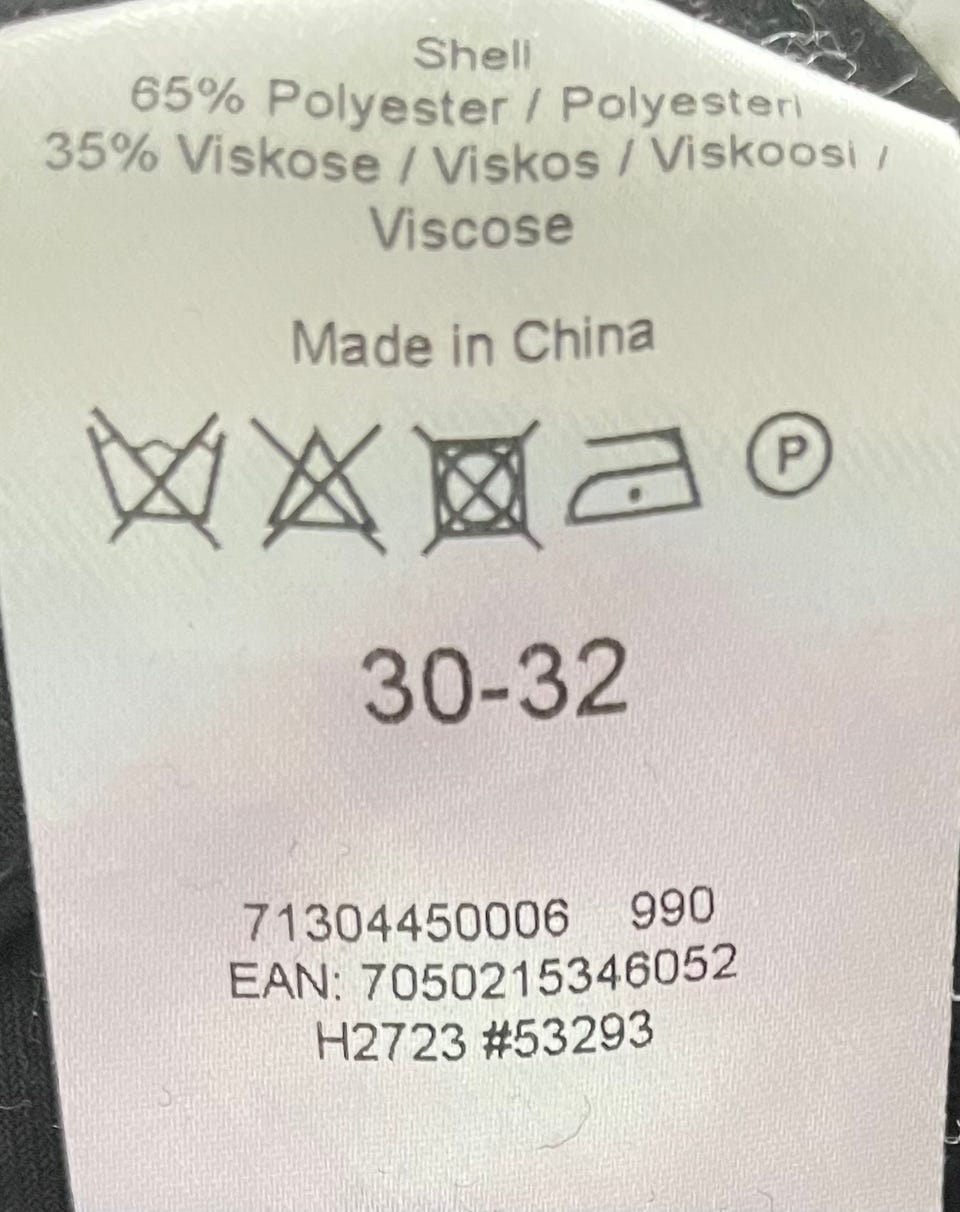 Shell
65% Polyester / Polyesteri
35% Viskose / Viskos / Viskoosi /
Viscose
Made in China
P
30-32
71304450006 990
EAN: 7050215346052
H2723 #53293